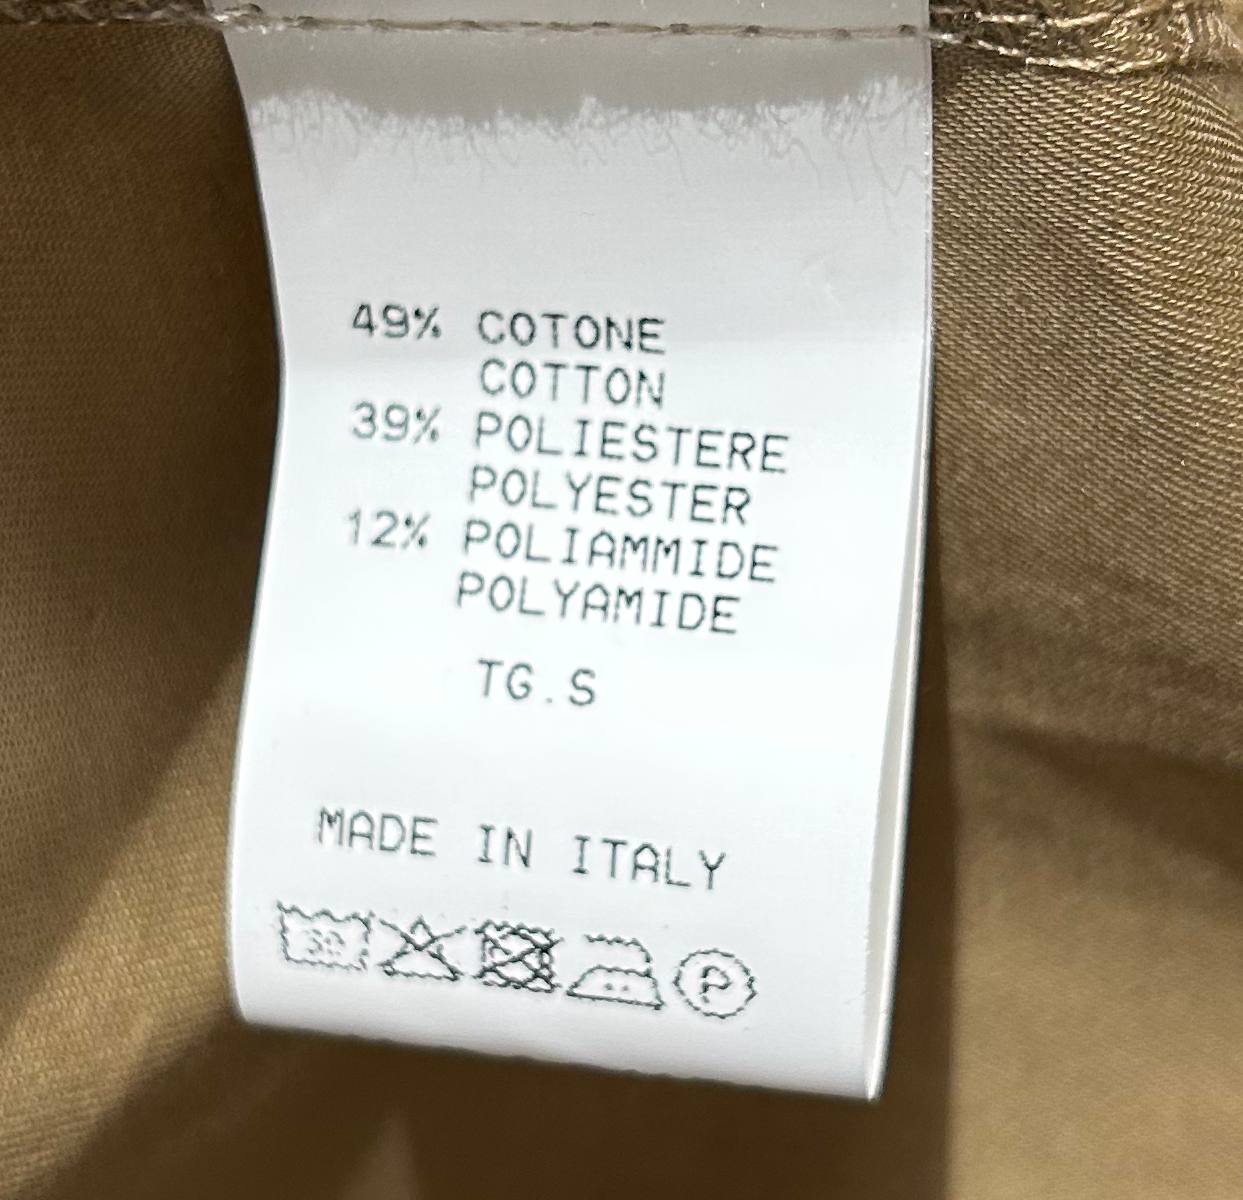 49% COTONE
COTTON
39% POLIESTERE
POLYESTER
12% POLIAMMIDE
POLYAMIDE
TG.S
MADE IN ITALY
30
P